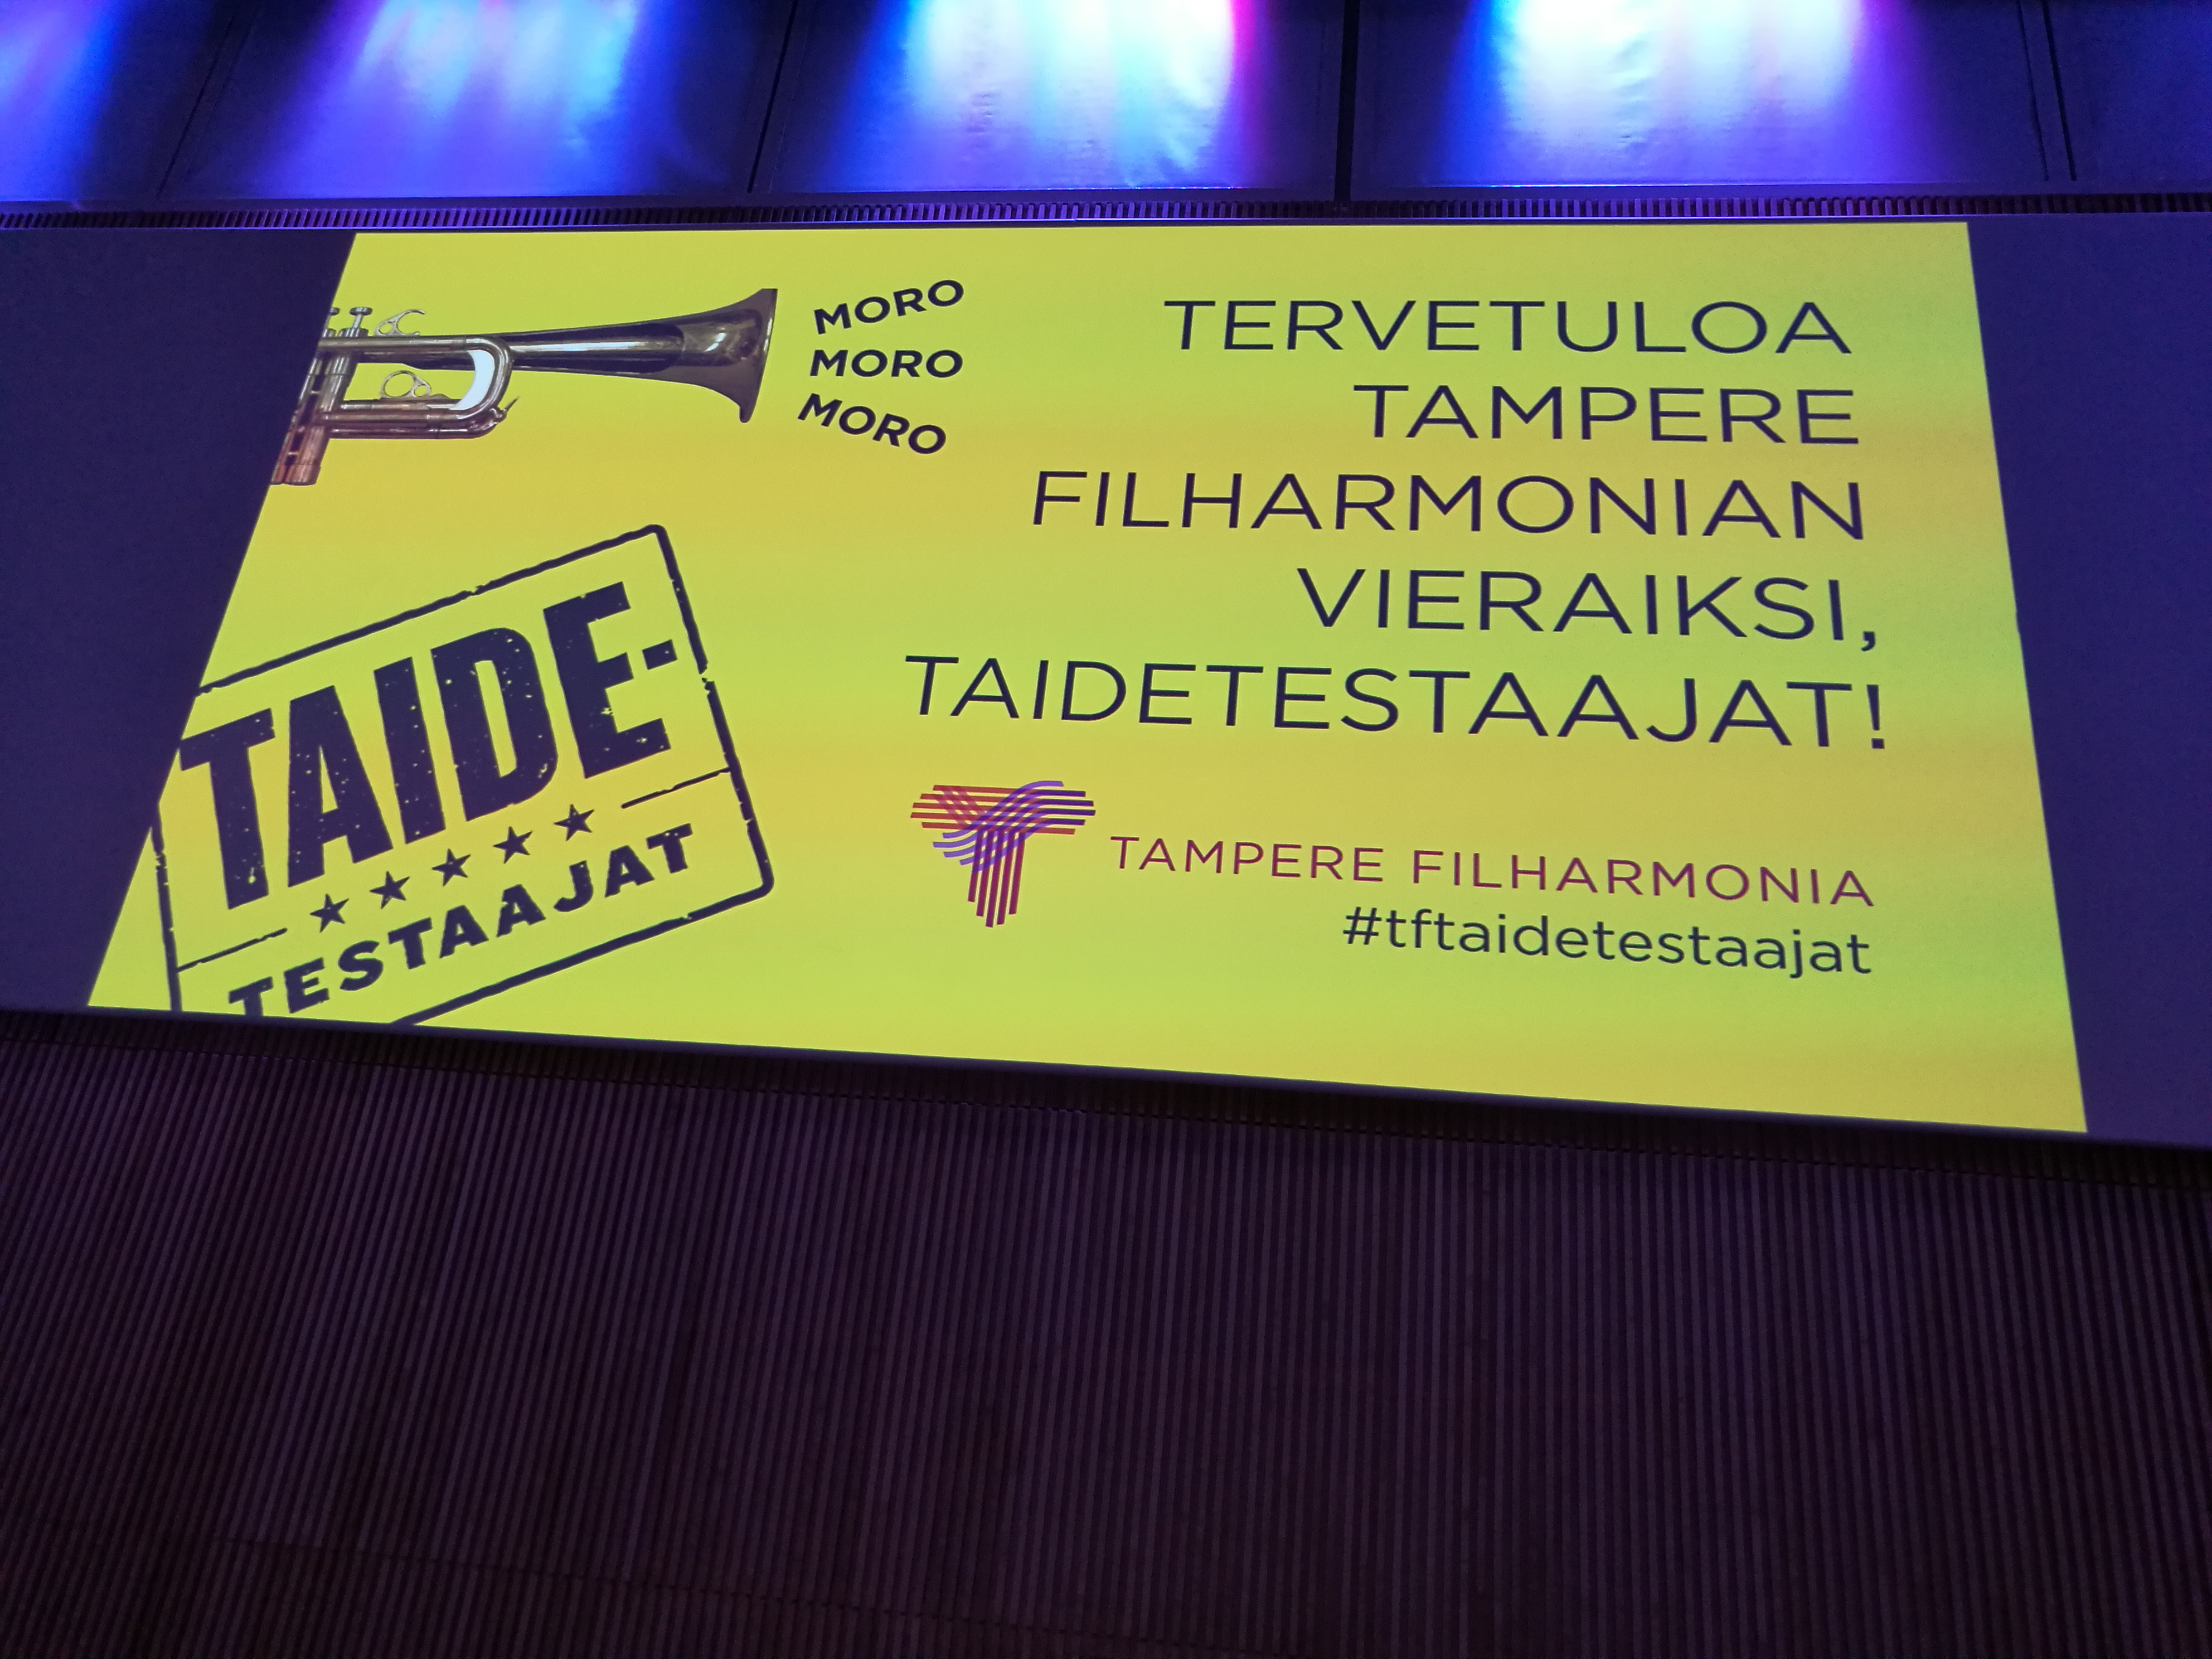 MORO
MORO
MORO
TERVETULOA
TAMPERE
FILHARMONIAN
VIERAIKSI,
TAIDETESTAAJAT!
TAIDE-
TESTAAJAT
TAMPERE FILHARMONIA
#tftaidetestaajat